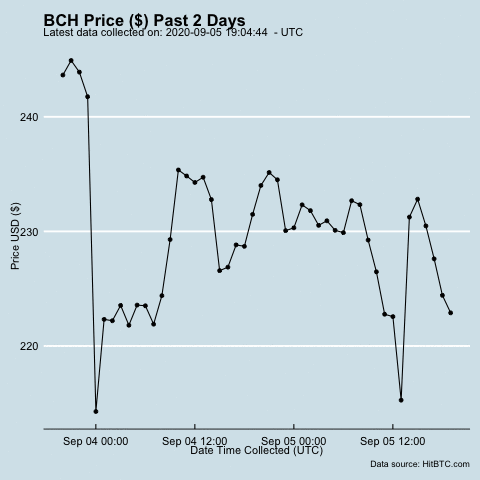 BCH Price ($) Past 2 Days
Latest data collected on: 2020-09-05 19:04:44 - UTC
240
230
220
Price USD ($)
Sep 04 00:00 Sep 04 12:00 Sep 05 00:00 Sep 05 12:00
Date Time Collected (UTC)
Data source: HitBTC.com